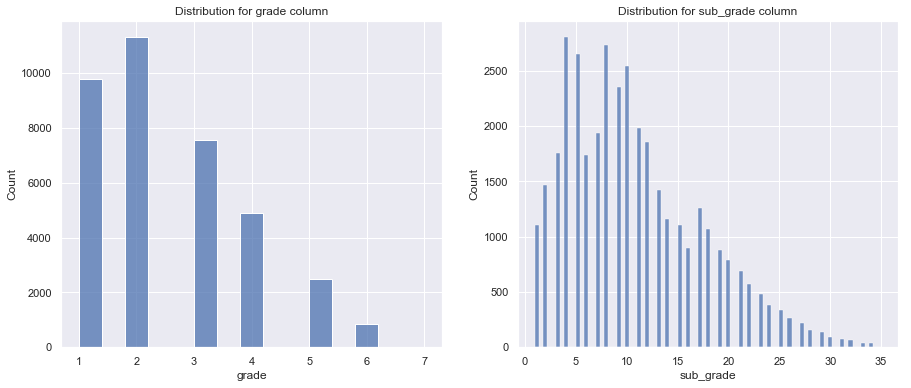 Distribution for grade column
Count
10000
8000
6000
4000
2000
0
1 2 3 4 5 6 7
grade
Distribution for sub_grade column
Count
2500
2000
1500
1000
500
0
0 5 10 15 20 25 30 35
sub_grade